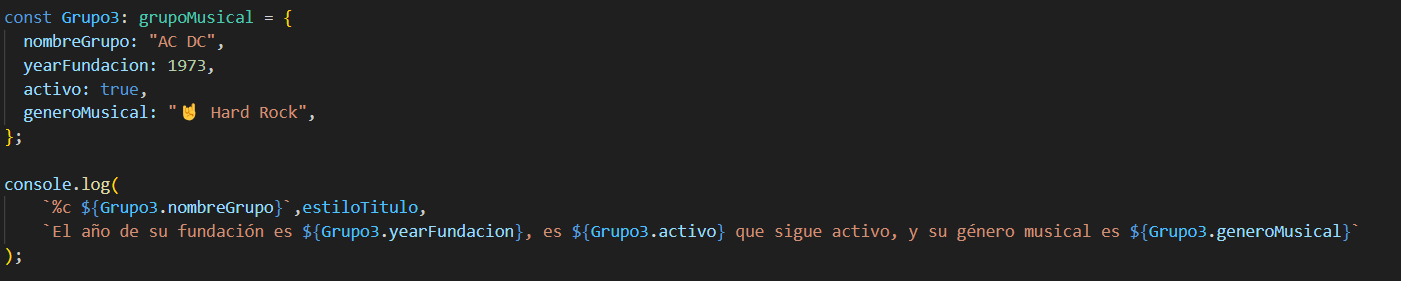 const Grupo3: grupoMusical = {
  nombreGrupo: "AC DC",
  yearFundacion: 1973,
  activo: true,
  generoMusical: "🤘 Hard Rock",
};
console.log(
    `%c ${Grupo3.nombreGrupo}`,estiloTitulo,
    `El año de su fundación es ${Grupo3.yearFundacion}, es ${Grupo3.activo} que sigue activo, y su género musical es ${Grupo3.generoMusical}`
);